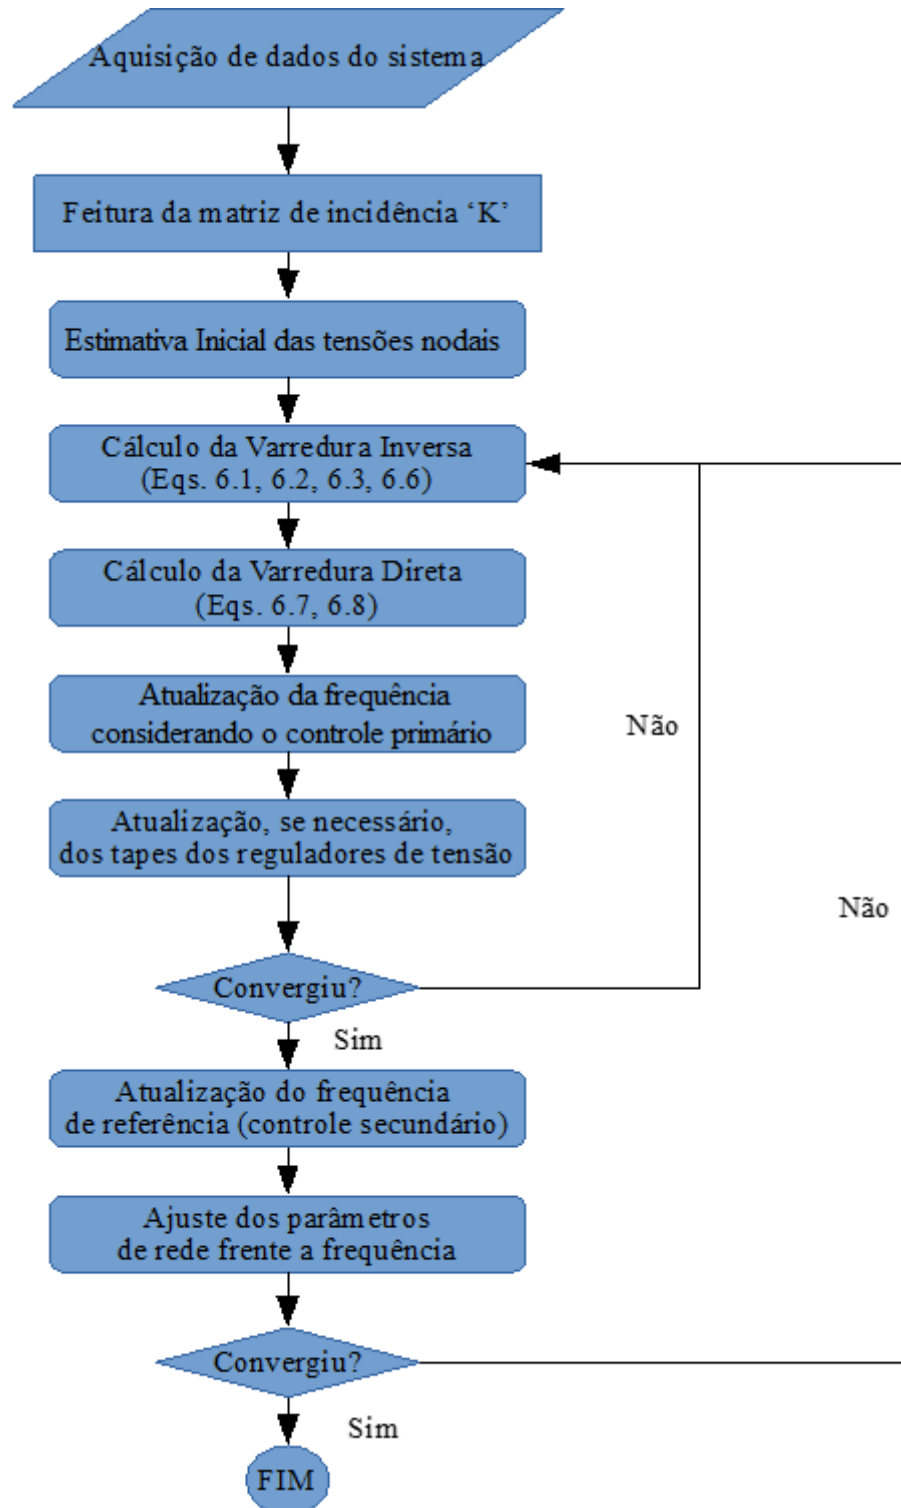 Aquisição de dados do sistema
Feitura da matriz de incidência ‘K’
Estimativa Inicial das tensões nodais
Cálculo da Varredura Inversa
(Eqs. 6.1, 6.2, 6.3, 6.6)
Cálculo da Varredura Direta
(Eqs. 6.7, 6.8)
Atualização da frequência
considerando o controle primário
Não
Atualização, se necessário,
dos tapes dos reguladores de tensão
Não
Convergiu?
Sim
Atualização do frequência
de referência (controle secundário)
Ajuste dos parâmetros
de rede frente a frequência
Convergiu?
Sim
FIM